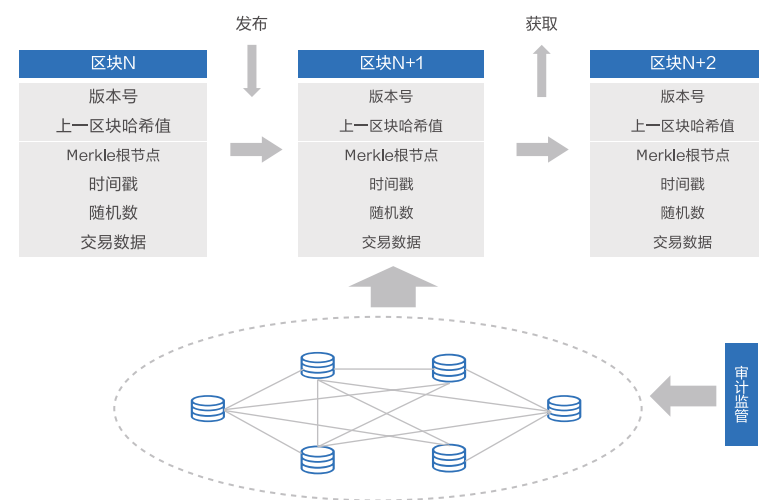 发布
获取
区块N
版本号
上一区块哈希值
Merkle根节点
时间戳
随机数
交易数据
区块N+1
版本号
上一区块哈希值
Merkle根节点
时间戳
随机数
交易数据
区块N+2
版本号
上一区块哈希值
Merkle根节点
时间戳
随机数
交易数据
审计监管